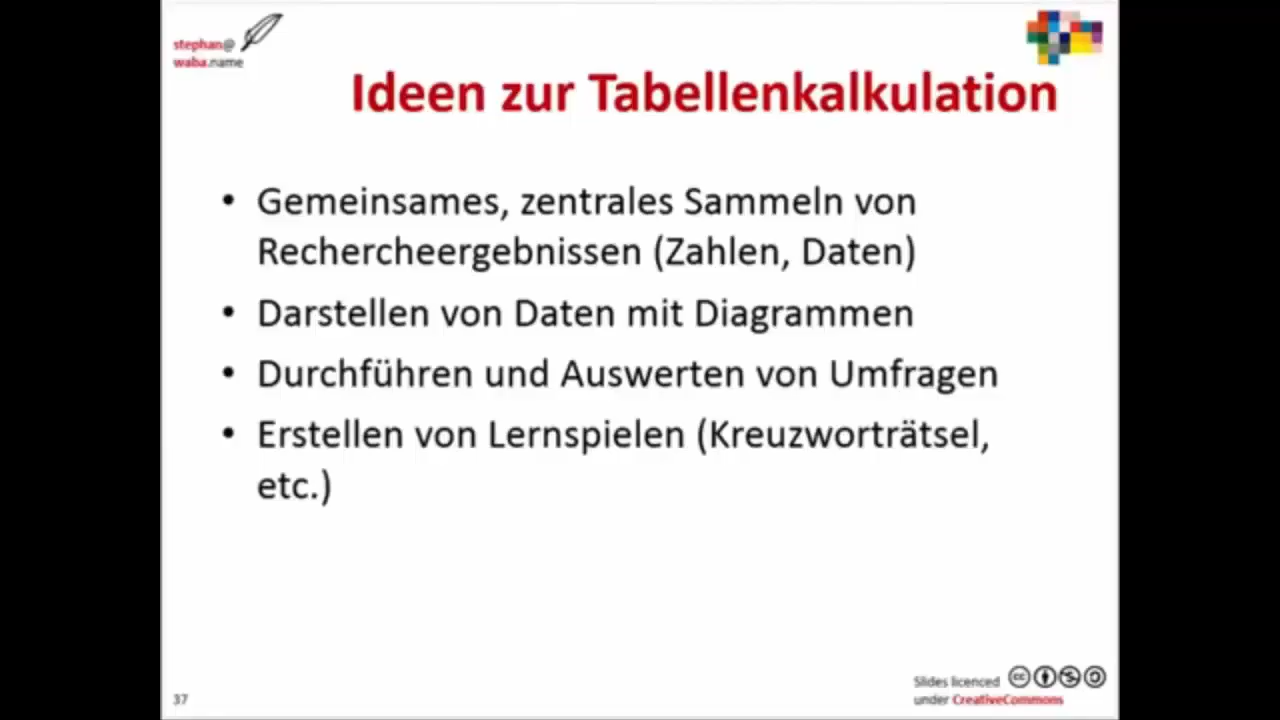 stephan@
waba.name
Ideen zur Tabellenkalkulation
• Gemeinsames, zentrales Sammeln von
Rechercheergebnissen (Zahlen, Daten)
• Darstellen von Daten mit Diagrammen
• Durchführen und Auswerten von Umfragen
• Erstellen von Lernspielen (Kreuzworträtsel,
etc.)
37
Slides licenced
under CreativeCommons